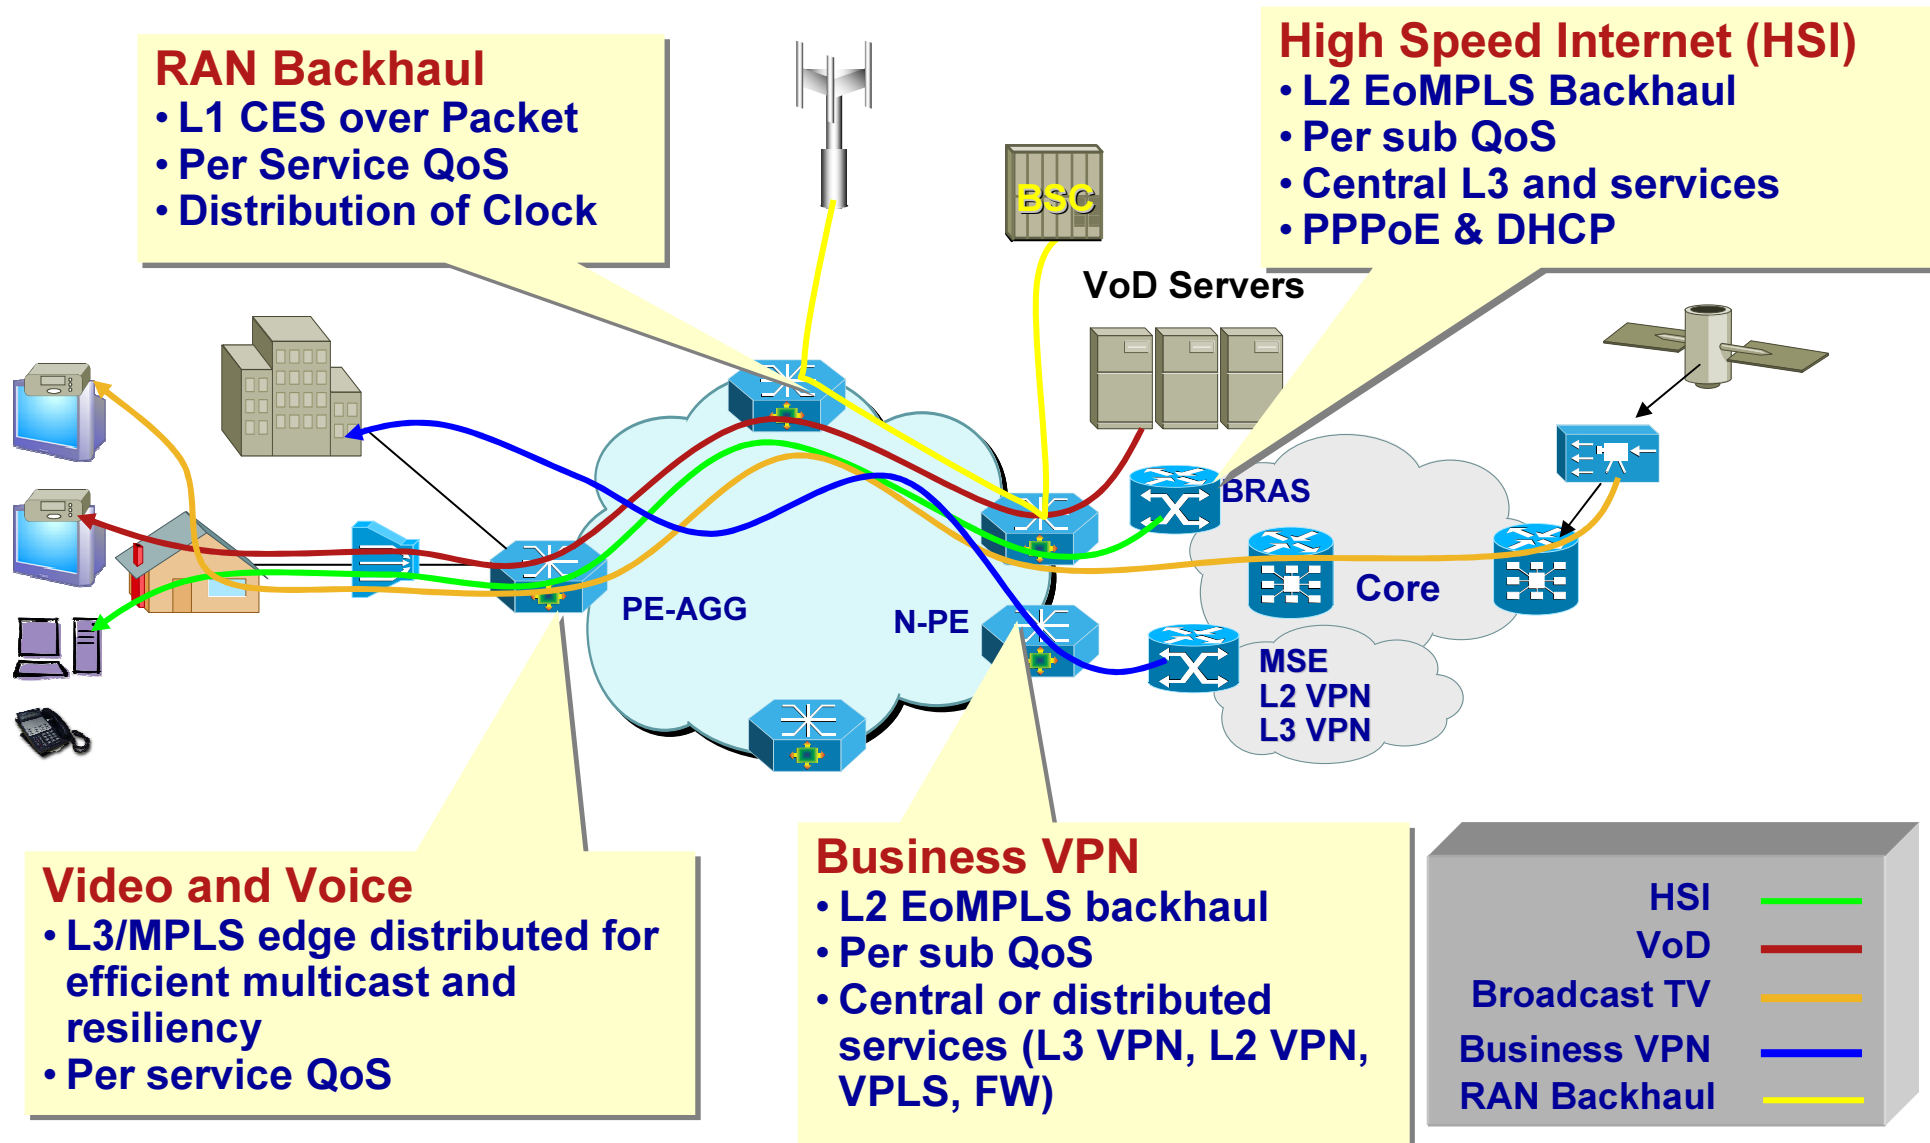 RAN Backhaul
• L1 CES over Packet
• Per Service QoS
• Distribution of Clock
High Speed Internet (HSI)
• L2 EoMPLS Backhaul
• Per sub QoS
• Central L3 and services
• PPPoE & DHCP
BSC
VoD Servers
BRAS
Core
PE-AGG
N-PE
MSE
L2 VPN
L3 VPN
Video and Voice
• L3/MPLS edge distributed for
efficient multicast and
resiliency
• Per service QoS
Business VPN
• L2 EoMPLS backhaul
• Per sub QoS
• Central or distributed
services (L3 VPN, L2 VPN,
VPLS, FW)
HSI
VoD
Broadcast TV
Business VPN
RAN Backhaul